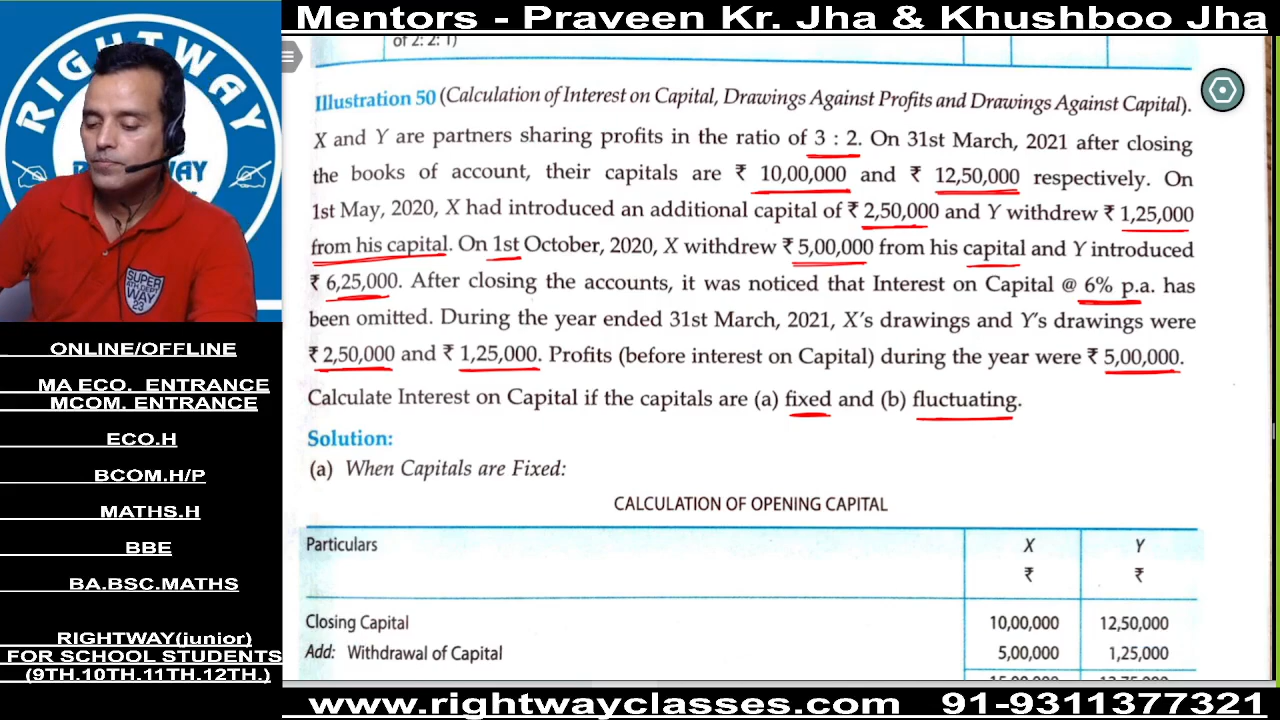 Mentors - Praveen Kr. Jha & Khushboo Jha
RIGHTWAY
ONLINE/OFFLINE
MA ECO. ENTRANCE
MCOM. ENTRANCE
ECO.H
BCOM.H/P
MATHS.H
BBE
BA.BSC.MATHS
RIGHTWAY(junior)
FOR SCHOOL STUDENTS
(9TH.10TH.11TH.12TH.)
SUPER
WAY
23
of 2: 2: 1)
Illustration 50 (Calculation of Interest on Capital, Drawings Against Profits and Drawings Against Capital).
X and Y are partners sharing profits in the ratio of 3 : 2. On 31st March, 2021 after closing
the books of account, their capitals are ₹ 10,00,000 and ₹ 12,50,000 respectively. On
1st May, 2020, X had introduced an additional capital of ₹ 2,50,000 and Y withdrew ₹ 1,25,000
from his capital. On 1st October, 2020, X withdrew ₹ 5,00,000 from his capital and Y introduced
₹ 6,25,000. After closing the accounts, it was noticed that Interest on Capital @ 6% p.a. has
been omitted. During the year ended 31st March, 2021, X's drawings and Y's drawings were
₹ 2,50,000 and ₹ 1,25,000. Profits (before interest on Capital) during the year were ₹ 5,00,000.
Calculate Interest on Capital if the capitals are (a) fixed and (b) fluctuating.
Solution:
(a) When Capitals are Fixed:
CALCULATION OF OPENING CAPITAL
Particulars X Y
₹ ₹
Closing Capital 10,00,000 12,50,000
Add: Withdrawal of Capital 5,00,000 1,25,000
www.rightwayclasses.com 91-9311377321